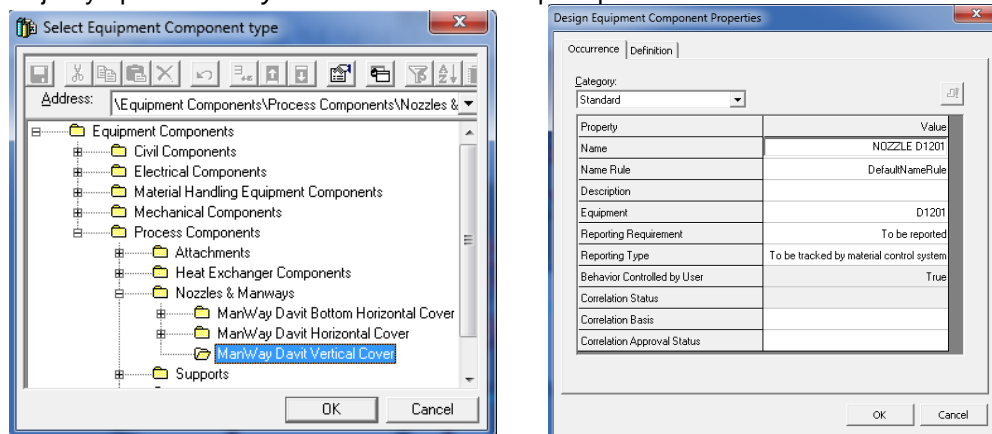 Select Equipment Component type
Address: \Equipment Components\Process Components\Nozzles &
Equipment Components
Civil Components
Electrical Components
Material Handling Equipment Components
Mechanical Components
Process Components
Attachments
Heat Exchanger Components
Nozzles & Manways
ManWay Davit Bottom Horizontal Cover
ManWay Davit Horizontal Cover
ManWay Davit Vertical Cover
Supports
OK Cancel
Design Equipment Component Properties
Occurrence Definition
Category:
Standard
Property Value
Name NOZZLE D1201
Name Rule DefaultNameRule
Description
Equipment D1201
Reporting Requirement To be reported
Reporting Type To be tracked by material control system
Behavior Controlled by User True
Correlation Status
Correlation Basis
Correlation Approval Status
OK Cancel